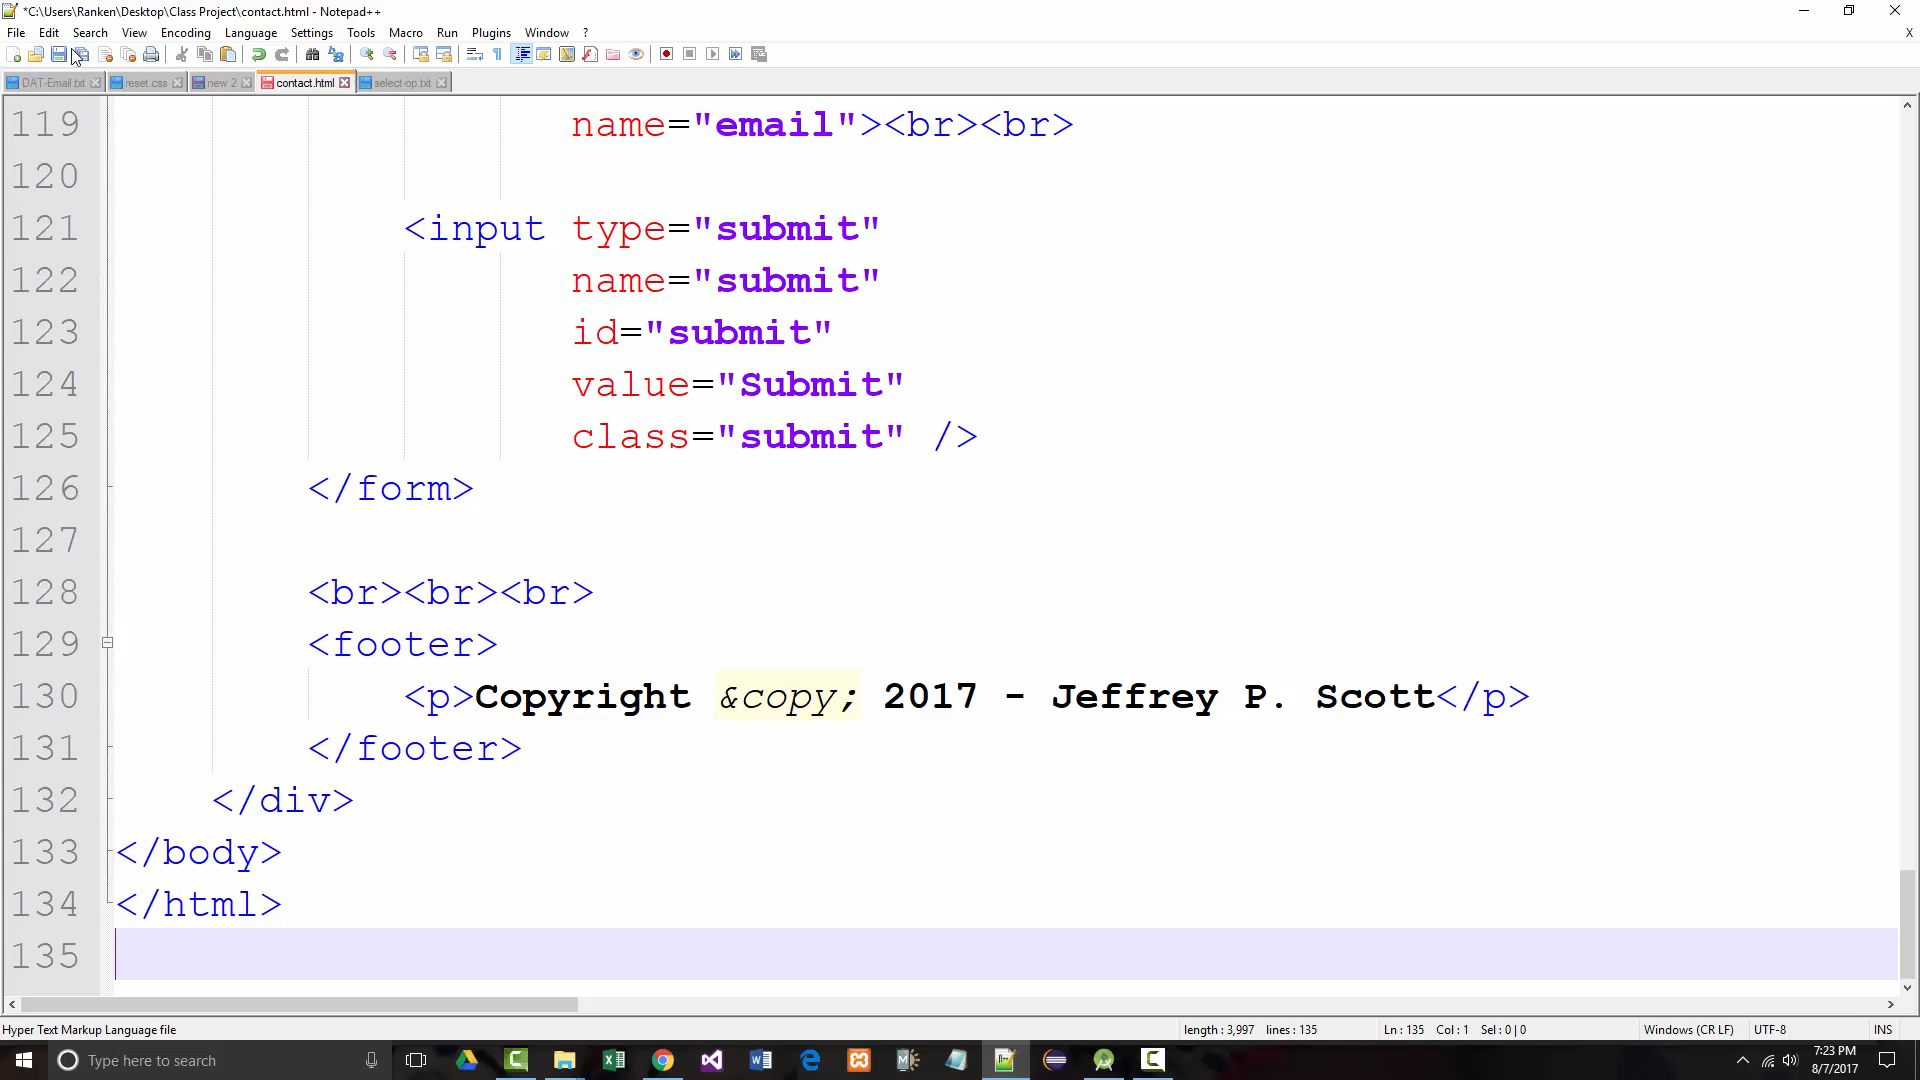 *C:\Users\Ranken\Desktop\Class Project\contact.html - Notepad++
File Edit Search View Encoding Language Settings Tools Macro Run Plugins Window ? X
DAT-Email.txt reset.css new 2 contact.html select-op.txt
119 name="email"><br><br>
120
121 <input type="submit"
122 name="submit"
123 id="submit"
124 value="Submit"
125 class="submit" />
126 </form>
127
128 <br><br><br>
129 <footer>
130 <p>Copyright &copy; 2017 - Jeffrey P. Scott</p>
131 </footer>
132 </div>
133 </body>
134 </html>
135
Hyper Text Markup Language file length : 3,997 lines : 135 Ln : 135 Col : 1 Sel : 0 | 0 Windows (CR LF) UTF-8 INS
Type here to search 7:23 PM
8/7/2017